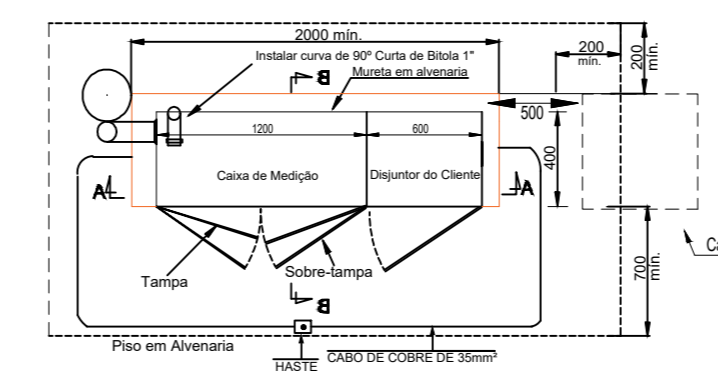 2000 mín.
Instalar curva de 90º Curta de Bitola 1"
B
Mureta em alvenaria
200
mín.
200
mín.
500
1200
600
400
Caixa de Medição
Disjuntor do Cliente
A
A
Tampa
Sobre-tampa
B
700
mín.
Ca
Piso em Alvenaria
HASTE
CABO DE COBRE DE 35mm²